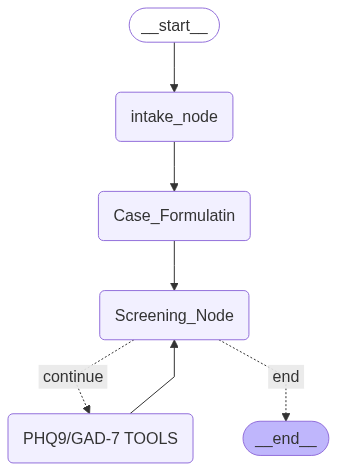 __start__
intake_node
Case_Formulatin
Screening_Node
continue
end
PHQ9/GAD-7 TOOLS
__end__